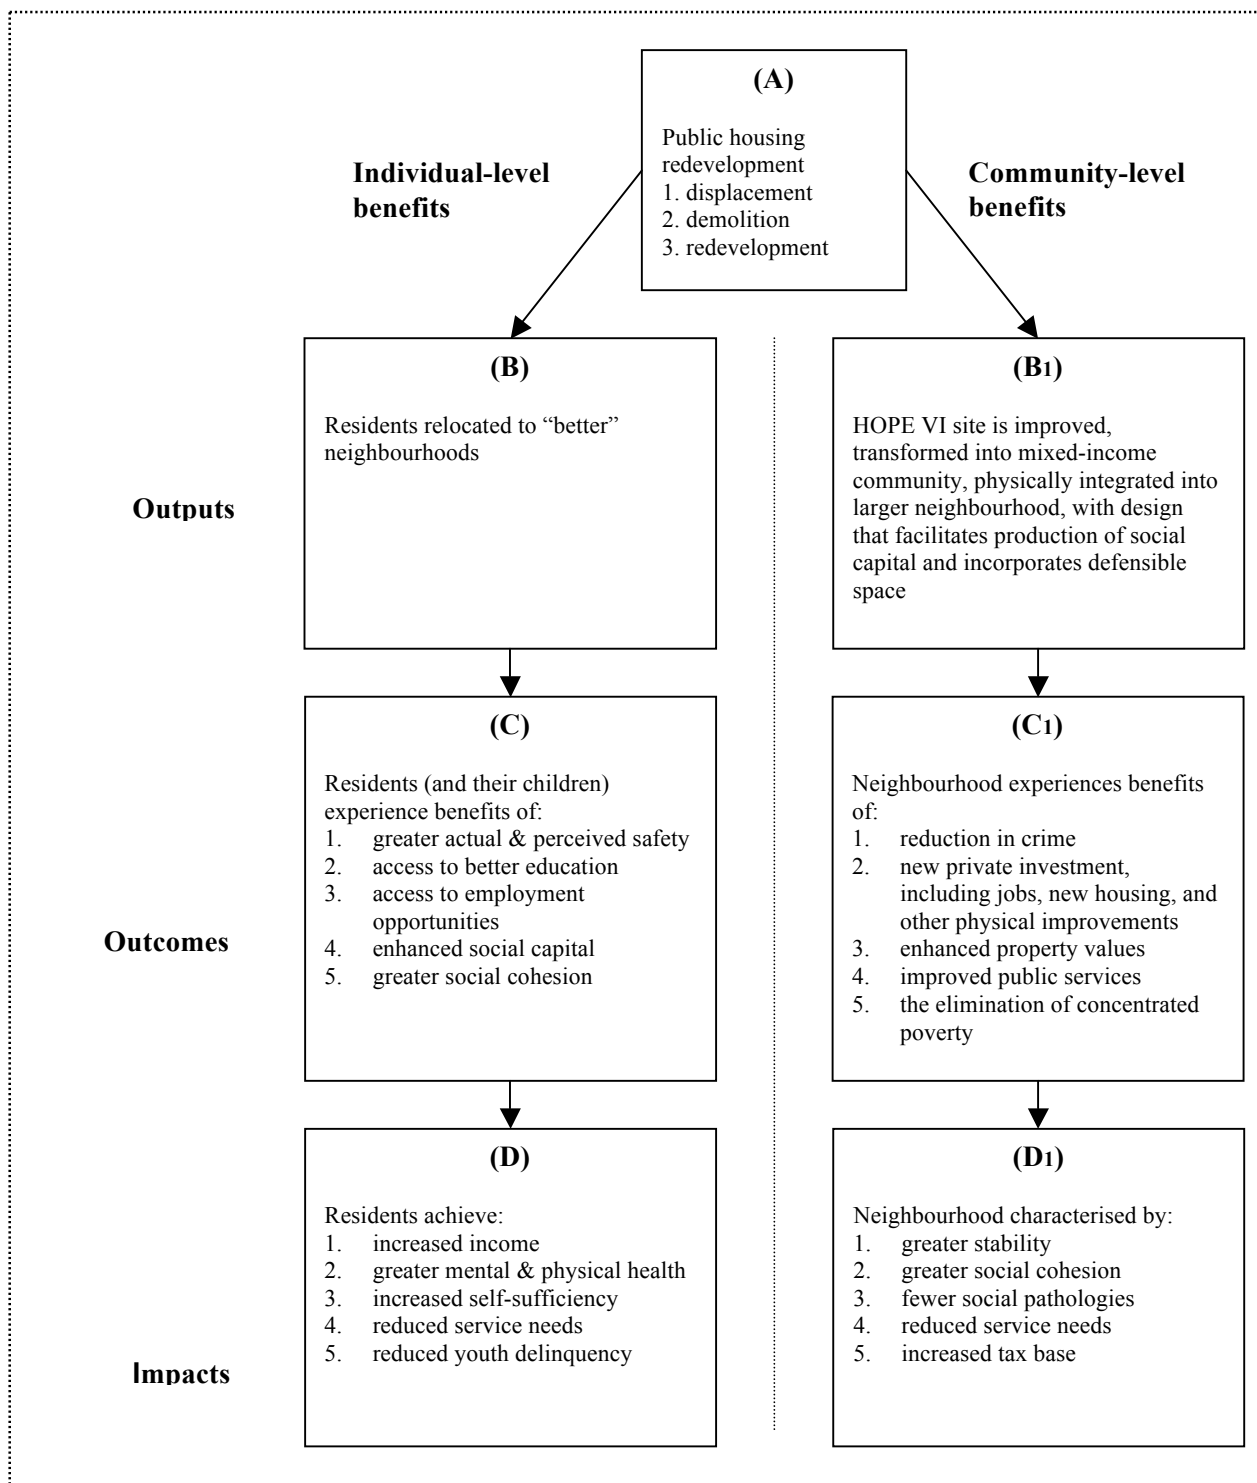 (A)
Public housing
redevelopment
1. displacement
2. demolition
3. redevelopment
Individual-level
benefits
Community-level
benefits
Outputs
(B)
Residents relocated to “better”
neighbourhoods
(B1)
HOPE VI site is improved,
transformed into mixed-income
community, physically integrated into
larger neighbourhood, with design
that facilitates production of social
capital and incorporates defensible
space
Outcomes
(C)
Residents (and their children)
experience benefits of:
1. greater actual & perceived safety
2. access to better education
3. access to employment
opportunities
4. enhanced social capital
5. greater social cohesion
(C1)
Neighbourhood experiences benefits
of:
1. reduction in crime
2. new private investment,
including jobs, new housing, and
other physical improvements
3. enhanced property values
4. improved public services
5. the elimination of concentrated
poverty
Impacts
(D)
Residents achieve:
1. increased income
2. greater mental & physical health
3. increased self-sufficiency
4. reduced service needs
5. reduced youth delinquency
(D1)
Neighbourhood characterised by:
1. greater stability
2. greater social cohesion
3. fewer social pathologies
4. reduced service needs
5. increased tax base